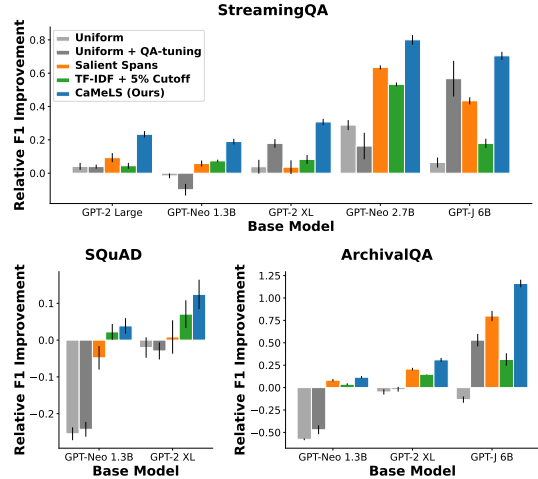 StreamingQA
Relative F1 Improvement
0.8
0.6
0.4
0.2
0.0
Uniform
Uniform + QA-tuning
Salient Spans
TF-IDF + 5% Cutoff
CaMeLS (Ours)
GPT-2 Large
GPT-Neo 1.3B
GPT-2 XL
GPT-Neo 2.7B
GPT-J 6B
Base Model
SQuAD
Relative F1 Improvement
0.1
0.0
−0.1
−0.2
GPT-Neo 1.3B
GPT-2 XL
Base Model
ArchivalQA
Relative F1 Improvement
1.25
1.00
0.75
0.50
0.25
0.00
−0.25
−0.50
GPT-Neo 1.3B
GPT-2 XL
GPT-J 6B
Base Model